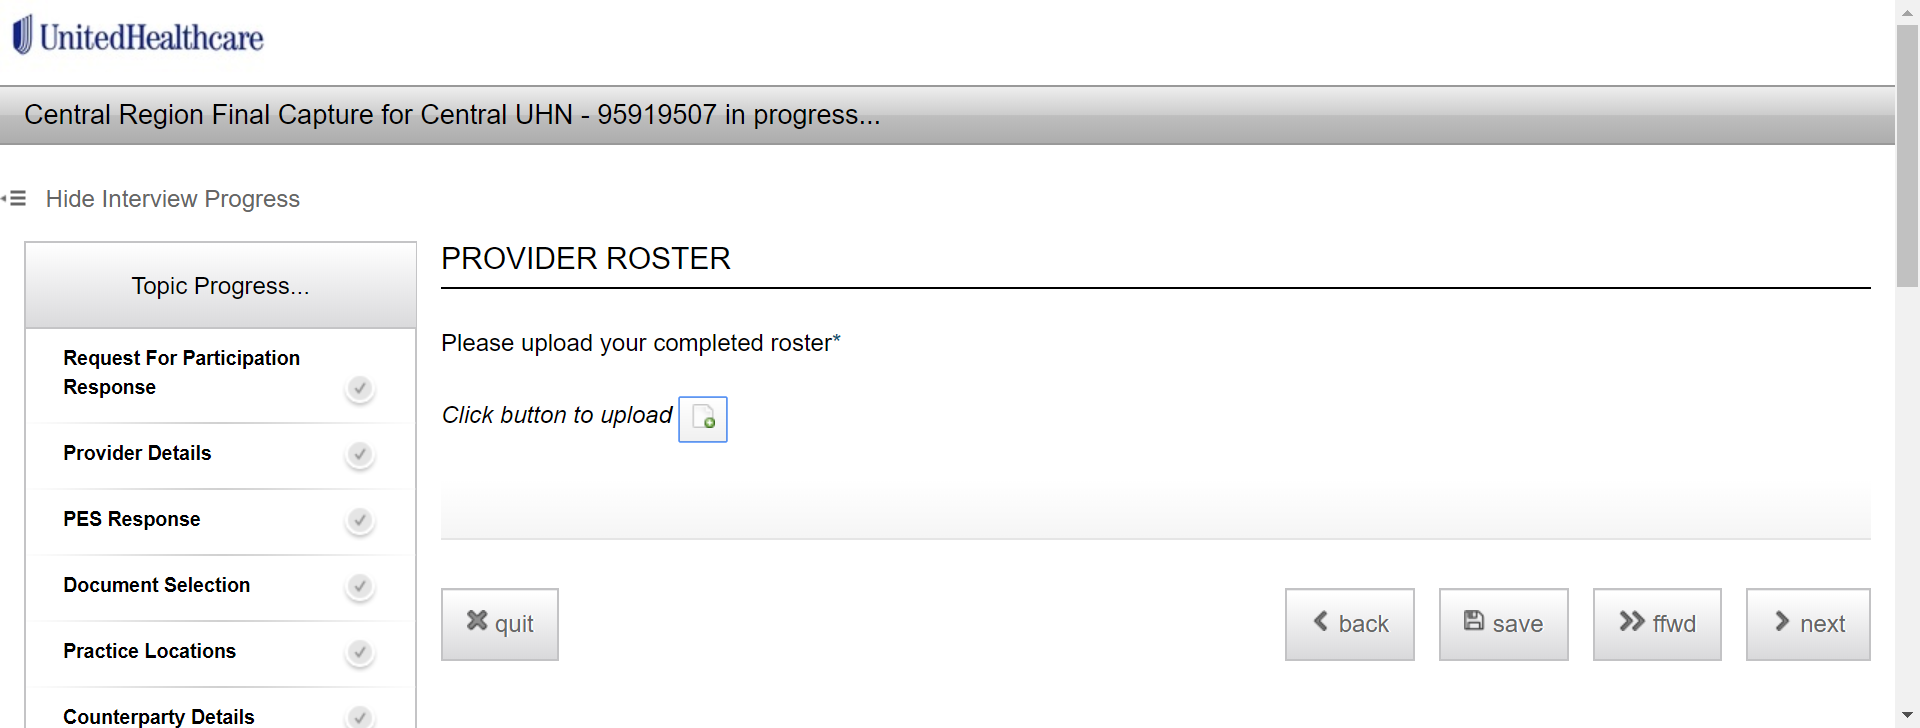 UnitedHealthcare
Central Region Final Capture for Central UHN - 95919507 in progress...
Hide Interview Progress
Topic Progress...
Request For Participation
Response
Provider Details
PES Response
Document Selection
Practice Locations
Counterparty Details
PROVIDER ROSTER
Please upload your completed roster*
Click button to upload
quit
back
save
ffwd
next